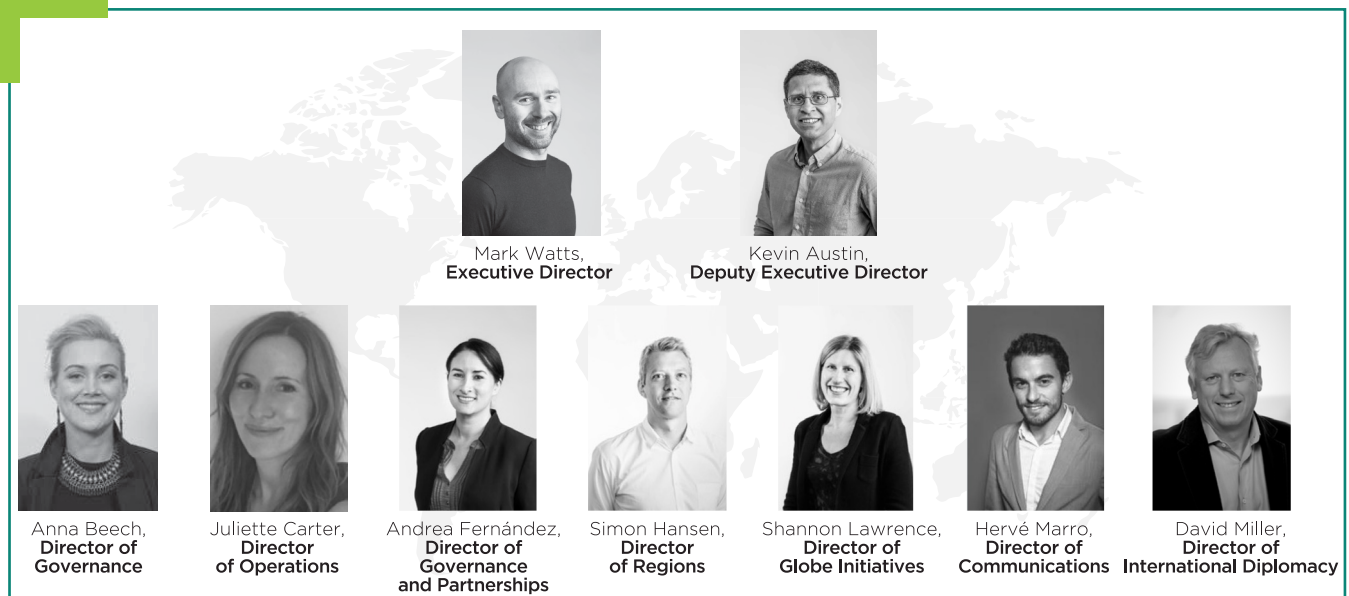 Mark Watts,
Executive Director
Kevin Austin,
Deputy Executive Director
Anna Beech,
Director of
Governance
Juliette Carter,
Director
of Operations
Andrea Fernández,
Director of
Governance
and Partnerships
Simon Hansen,
Director
of Regions
Shannon Lawrence,
Director of
Globe Initiatives
Hervé Marro,
Director of
Communications
David Miller,
Director of
International Diplomacy